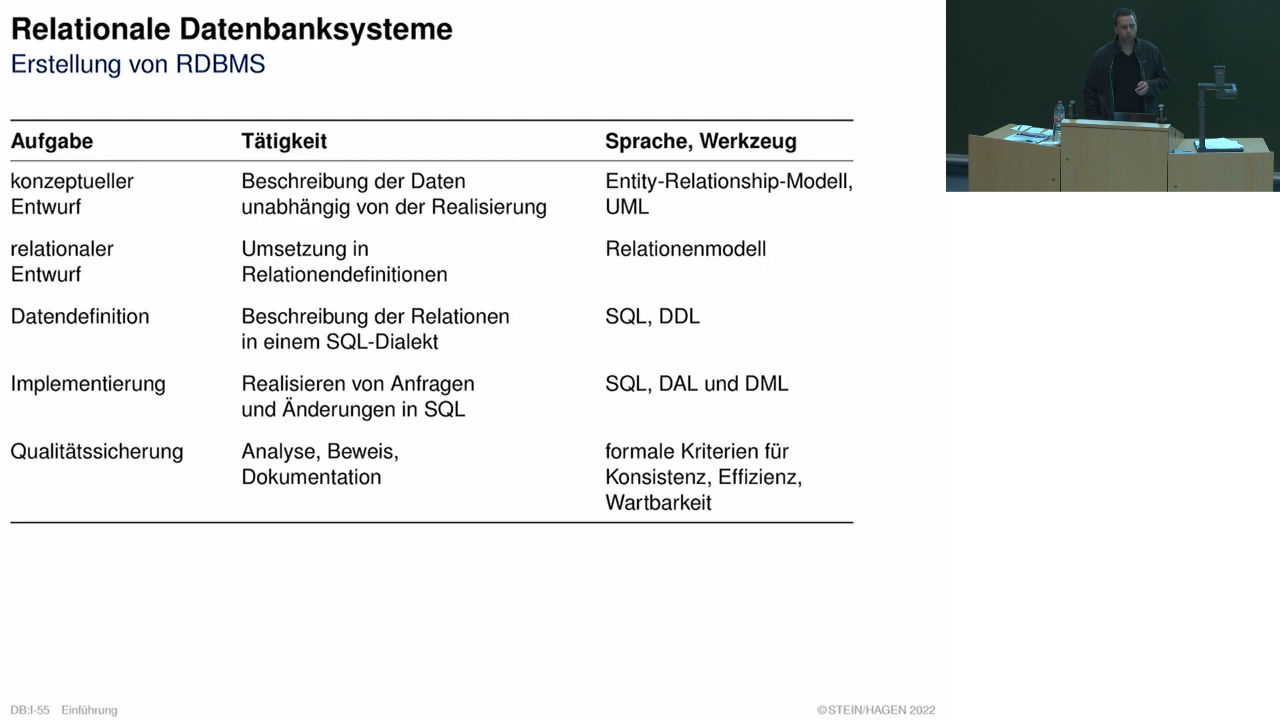 Relationale Datenbanksysteme
Erstellung von RDBMS
Aufgabe Tätigkeit Sprache, Werkzeug
konzeptueller Beschreibung der Daten Entity-Relationship-Modell,
Entwurf unabhängig von der Realisierung UML
relationaler Umsetzung in Relationenmodell
Entwurf Relationendefinitionen
Datendefinition Beschreibung der Relationen SQL, DDL
in einem SQL-Dialekt
Implementierung Realisieren von Anfragen SQL, DAL und DML
und Änderungen in SQL
Qualitätssicherung Analyse, Beweis, formale Kriterien für
Dokumentation Konsistenz, Effizienz,
Wartbarkeit
DB:I-55 Einführung ©STEIN/HAGEN 2022